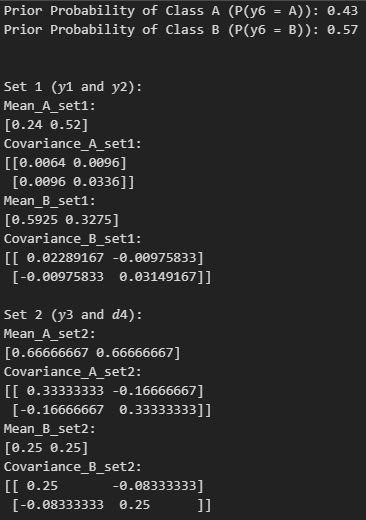 Prior Probability of Class A (P(y6 = A)): 0.43
Prior Probability of Class B (P(y6 = B)): 0.57
Set 1 (𝑦1 and 𝑦2):
Mean_A_set1:
[0.24 0.52]
Covariance_A_set1:
[[0.0064 0.0096]
 [0.0096 0.0336]]
Mean_B_set1:
[0.5925 0.3275]
Covariance_B_set1:
[[ 0.02289167 -0.00975833]
 [-0.00975833  0.03149167]]
Set 2 (𝑦3 and 𝑑4):
Mean_A_set2:
[0.66666667 0.66666667]
Covariance_A_set2:
[[ 0.33333333 -0.16666667]
 [-0.16666667  0.33333333]]
Mean_B_set2:
[0.25 0.25]
Covariance_B_set2:
[[ 0.25       -0.08333333]
 [-0.08333333  0.25      ]]